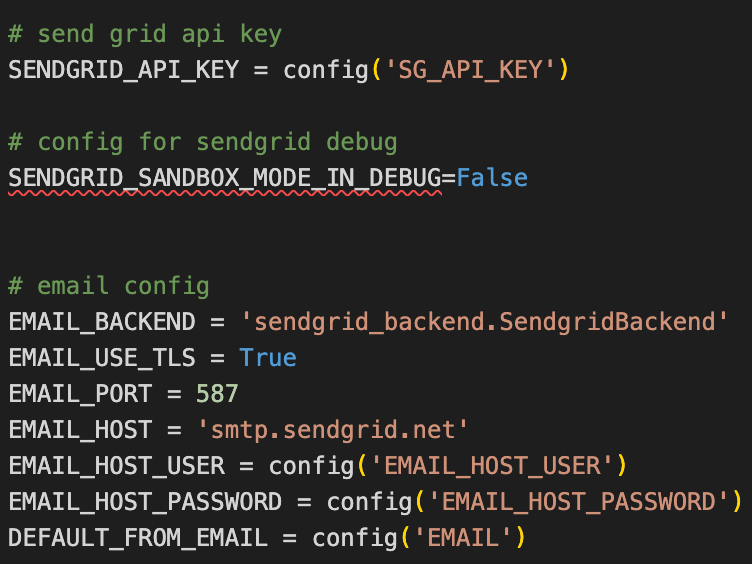 # send grid api key
SENDGRID_API_KEY = config('SG_API_KEY')
# config for sendgrid debug
SENDGRID_SANDBOX_MODE_IN_DEBUG=False
# email config
EMAIL_BACKEND = 'sendgrid_backend.SendgridBackend'
EMAIL_USE_TLS = True
EMAIL_PORT = 587
EMAIL_HOST = 'smtp.sendgrid.net'
EMAIL_HOST_USER = config('EMAIL_HOST_USER')
EMAIL_HOST_PASSWORD = config('EMAIL_HOST_PASSWORD')
DEFAULT_FROM_EMAIL = config('EMAIL')